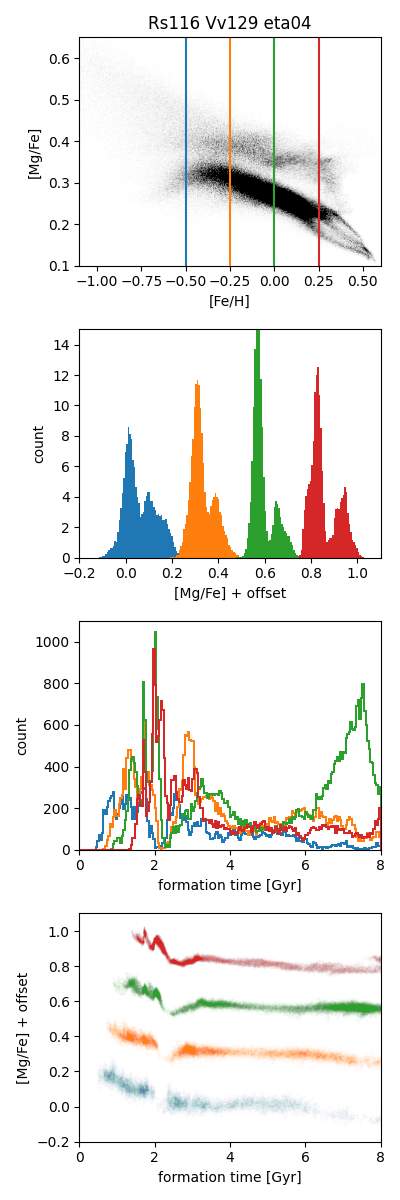 Rs116 Vv129 eta04
0.6
0.5
[Mg/Fe]
0.4
0.3
0.2
0.1
−1.00 −0.75 −0.50 −0.25 0.00 0.25 0.50
[Fe/H]
14
12
10
count
8
6
4
2
0
−0.2 0.0 0.2 0.4 0.6 0.8 1.0
[Mg/Fe] + offset
1000
800
count
600
400
200
0
0 2 4 6 8
formation time [Gyr]
1.0
0.8
[Mg/Fe] + offset
0.6
0.4
0.2
0.0
−0.2
0 2 4 6 8
formation time [Gyr]